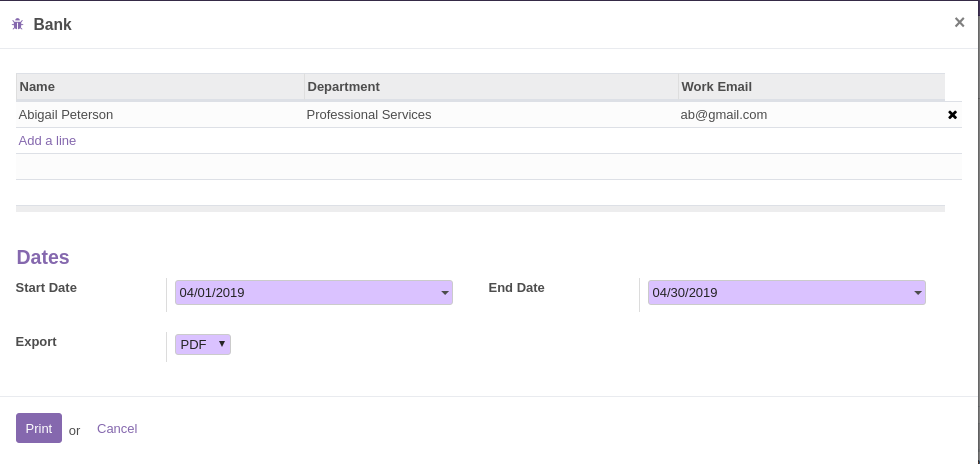 Bank ×
Name Department Work Email
Abigail Peterson Professional Services ab@gmail.com ✖
Add a line
Dates
Start Date 04/01/2019 End Date 04/30/2019
Export PDF
Print or Cancel